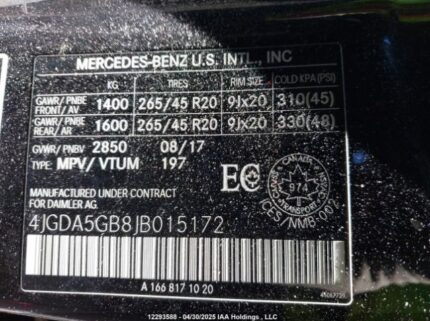 MERCEDES-BENZ U.S. INTL., INC
KG TIRES RIM SIZE COLD KPA (PSI)
GAWR/PNBE FRONT/AV 1400 265/45 R20 9Jx20 310(45)
GAWR/PNBE REAR/AR 1600 265/45 R20 9Jx20 330(48)
GVWR/PNBV 2850 08/17
TYPE: MPV/VTUM 197
MANUFACTURED UNDER CONTRACT
FOR DAIMLER AG.
EC
CANADA
974
TRANSPORT
ICES/NMB-002
4JGDA5GB8JB015172
A 166 817 10 20
12293588 - 04/30/2025 IAA Holdings, LLC